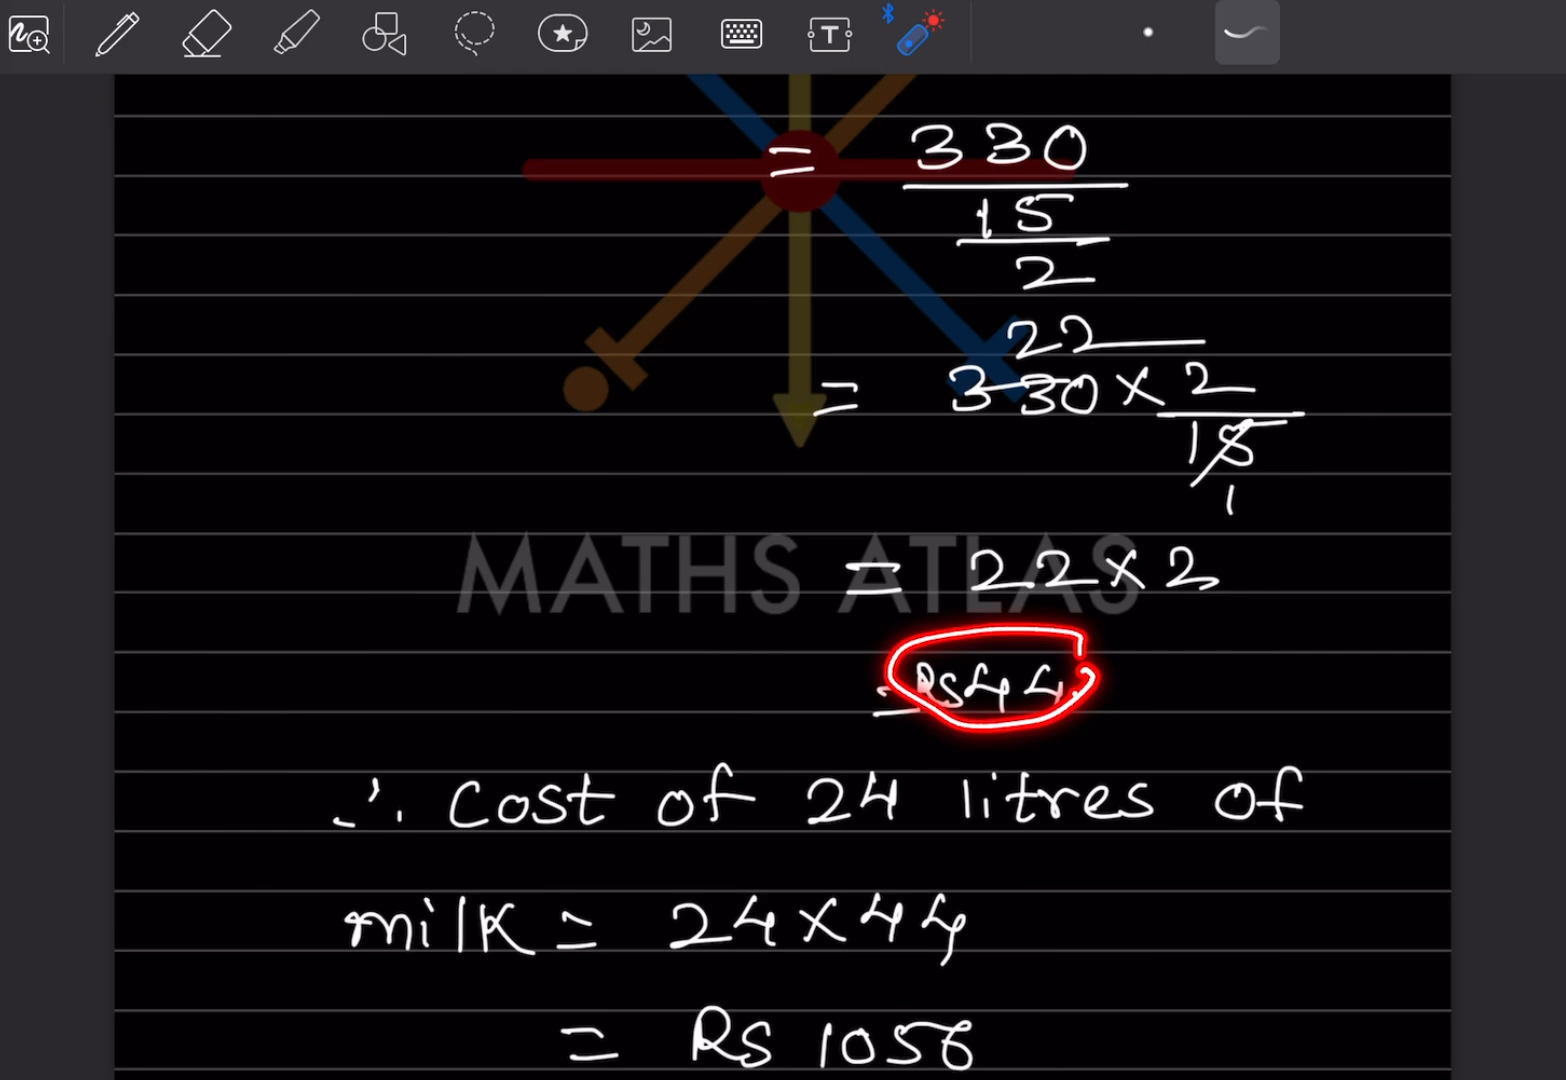 = 330
15
2
22
= 330 × 2
15
1
MATHS ATLAS
= 22 × 2
= Rs 44
∴ cost of 24 litres of
milk = 24 × 44
= Rs 1056